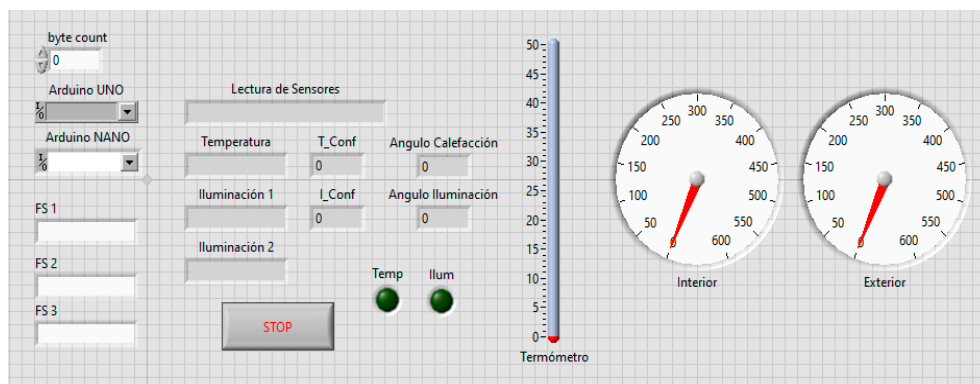 byte count
0
Arduino UNO
Arduino NANO
FS 1
FS 2
FS 3
Lectura de Sensores
Temperatura
T_Conf
0
Angulo Calefacción
0
Iluminación 1
I_Conf
0
Angulo Iluminación
0
Iluminación 2
Temp
Ilum
STOP
50
45
40
35
30
25
20
15
10
5
0
Termómetro
0
50
100
150
200
250
300
350
400
450
500
550
600
Interior
0
50
100
150
200
250
300
350
400
450
500
550
600
Exterior